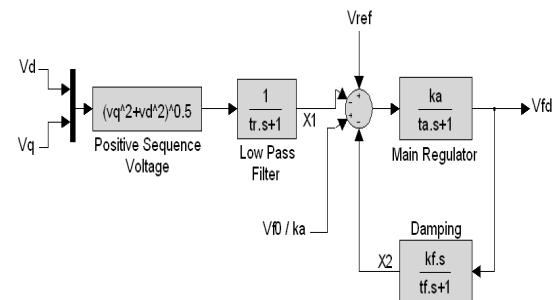 Vref
Vd
Vq
(vq^2+vd^2)^0.5
Positive Sequence
Voltage
1
tr.s+1
Low Pass
Filter
X1
+
-
+
-
Vf0 / ka
ka
ta.s+1
Main Regulator
Vfd
Damping
X2
kf.s
tf.s+1